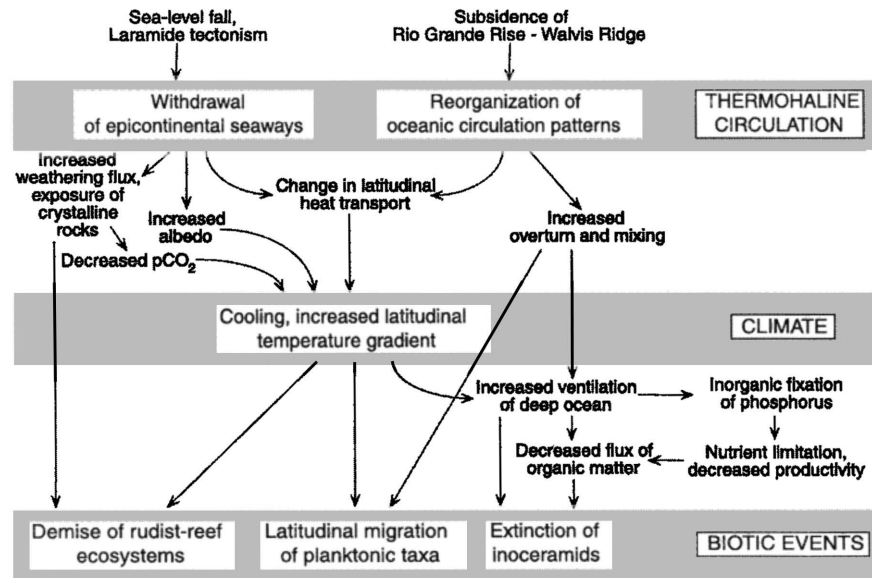 Sea-level fall,
Laramide tectonism
Subsidence of
Rio Grande Rise - Walvis Ridge
Withdrawal
of epicontinental seaways
Reorganization of
oceanic circulation patterns
THERMOHALINE
CIRCULATION
Increased
weathering flux,
exposure of
crystalline
rocks
Increased
albedo
Decreased pCO₂
Change in latitudinal
heat transport
Increased
overturn and mixing
Cooling, increased latitudinal
temperature gradient
CLIMATE
Increased ventilation
of deep ocean
Inorganic fixation
of phosphorus
Decreased flux of
organic matter
Nutrient limitation,
decreased productivity
Demise of rudist-reef
ecosystems
Latitudinal migration
of planktonic taxa
Extinction of
inoceramids
BIOTIC EVENTS